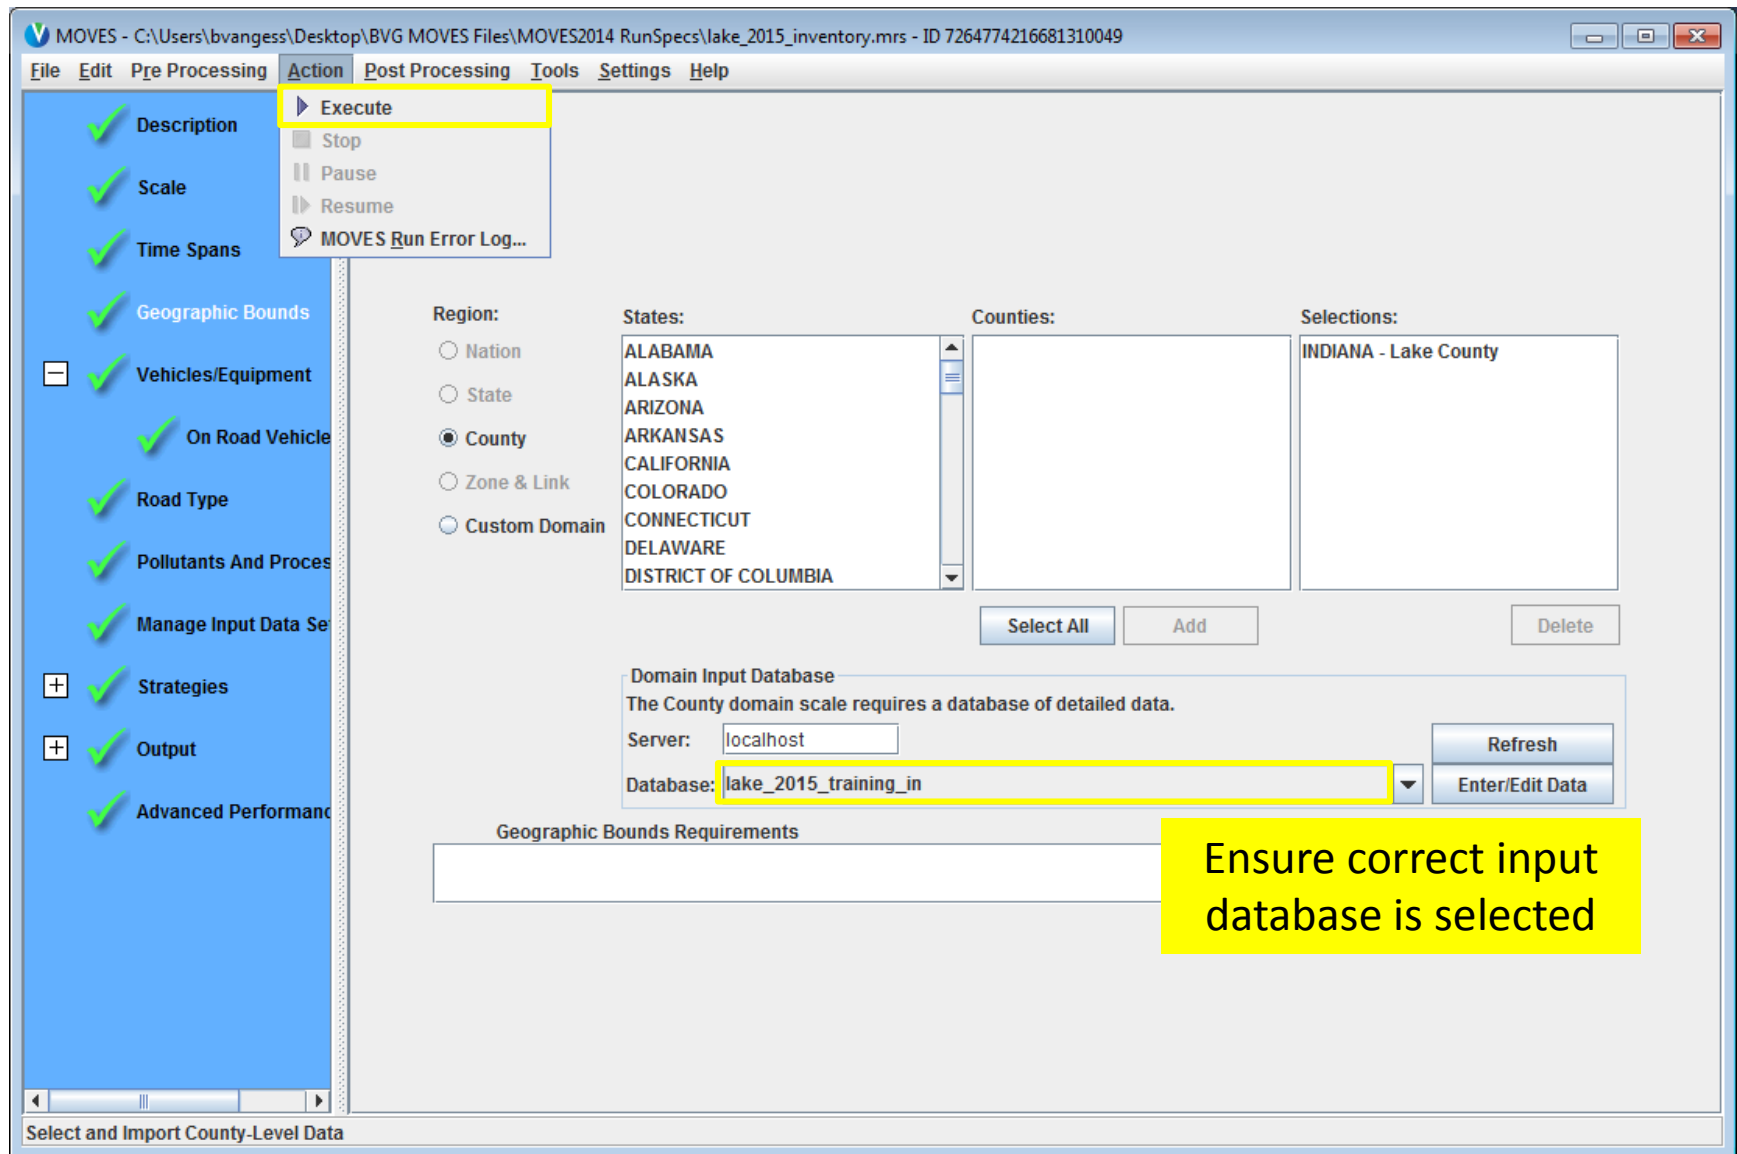 MOVES - C:\Users\bvangess\Desktop\BVG MOVES Files\MOVES2014 RunSpecs\lake_2015_inventory.mrs - ID 7264774216681310049
File Edit Pre Processing Action Post Processing Tools Settings Help
Execute
Stop
Pause
Resume
MOVES Run Error Log...
Description
Scale
Time Spans
Geographic Bounds
Vehicles/Equipment
On Road Vehicle
Road Type
Pollutants And Proces
Manage Input Data Se
Strategies
Output
Advanced Performanc
Region:
Nation
State
County
Zone & Link
Custom Domain
States:
ALABAMA
ALASKA
ARIZONA
ARKANSAS
CALIFORNIA
COLORADO
CONNECTICUT
DELAWARE
DISTRICT OF COLUMBIA
Counties:
Selections:
INDIANA - Lake County
Select All Add Delete
Domain Input Database
The County domain scale requires a database of detailed data.
Server: localhost Refresh
Database: lake_2015_training_in Enter/Edit Data
Geographic Bounds Requirements
Ensure correct input
database is selected
Select and Import County-Level Data